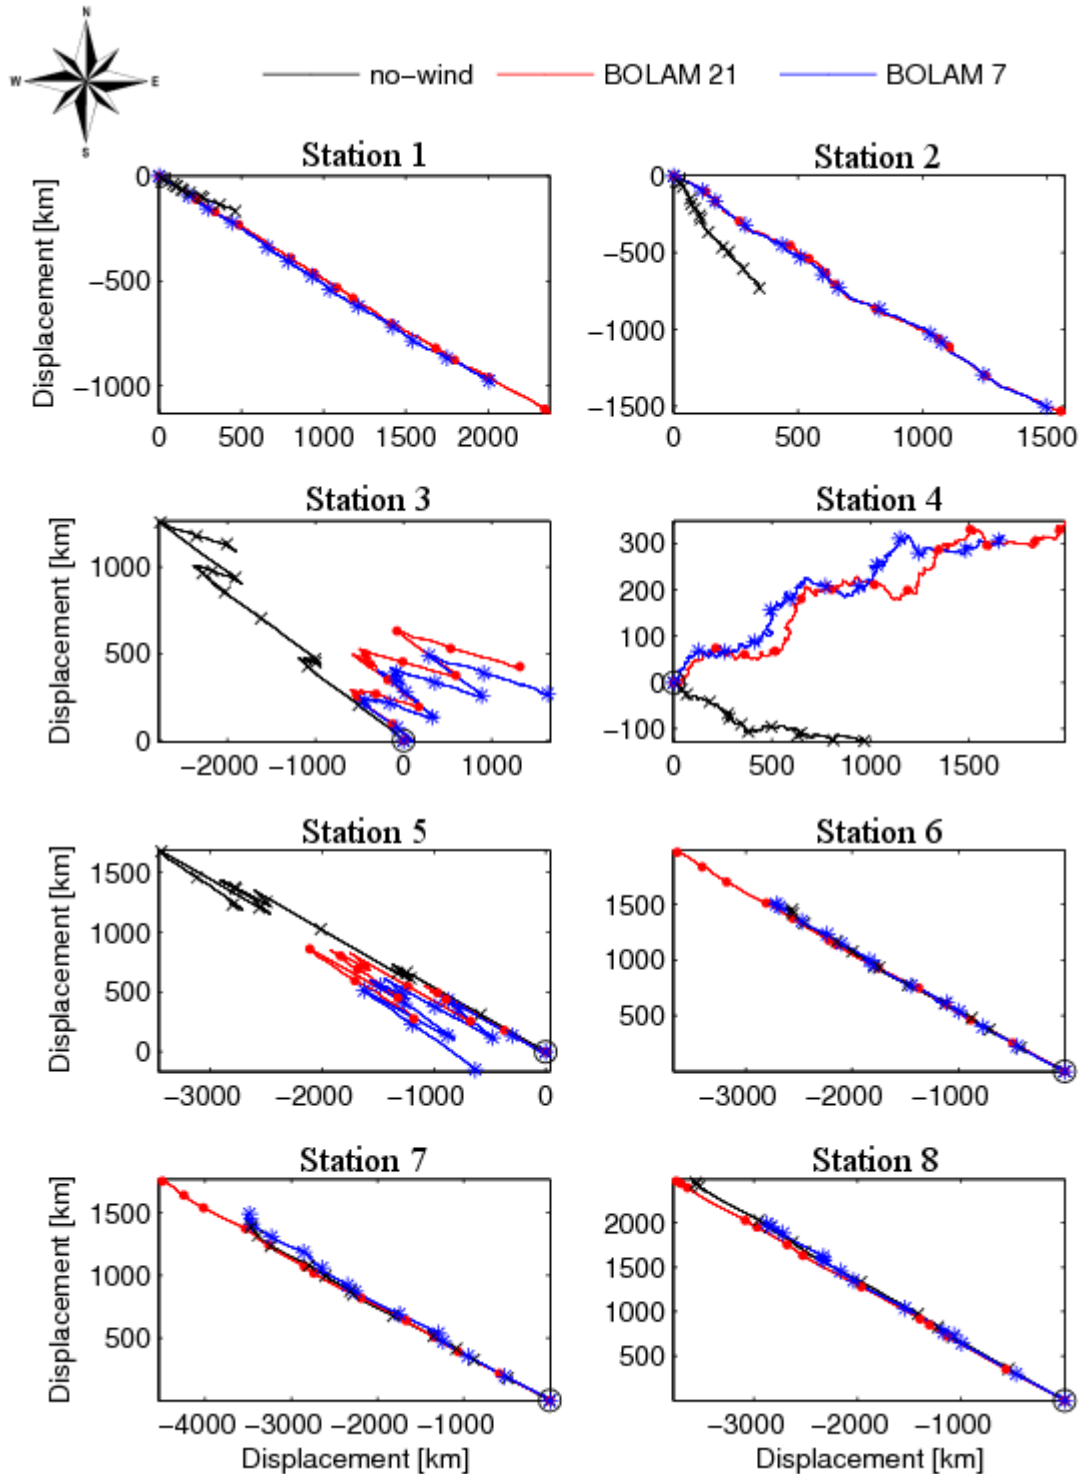 N
W E
S
no-wind BOLAM 21 BOLAM 7
Station 1 Station 2
Displacement [km]
0
−500
−1000
0 500 1000 1500 2000
0
−500
−1000
−1500
0 500 1000 1500
Station 3 Station 4
Displacement [km]
1000
500
0
−2000 −1000 0 1000
300
200
100
0
−100
0 500 1000 1500
Station 5 Station 6
Displacement [km]
1500
1000
500
0
−3000 −2000 −1000 0
1500
1000
500
−3000 −2000 −1000
Station 7 Station 8
Displacement [km]
1500
1000
500
−4000 −3000 −2000 −1000
Displacement [km]
2000
1500
1000
500
−3000 −2000 −1000
Displacement [km]